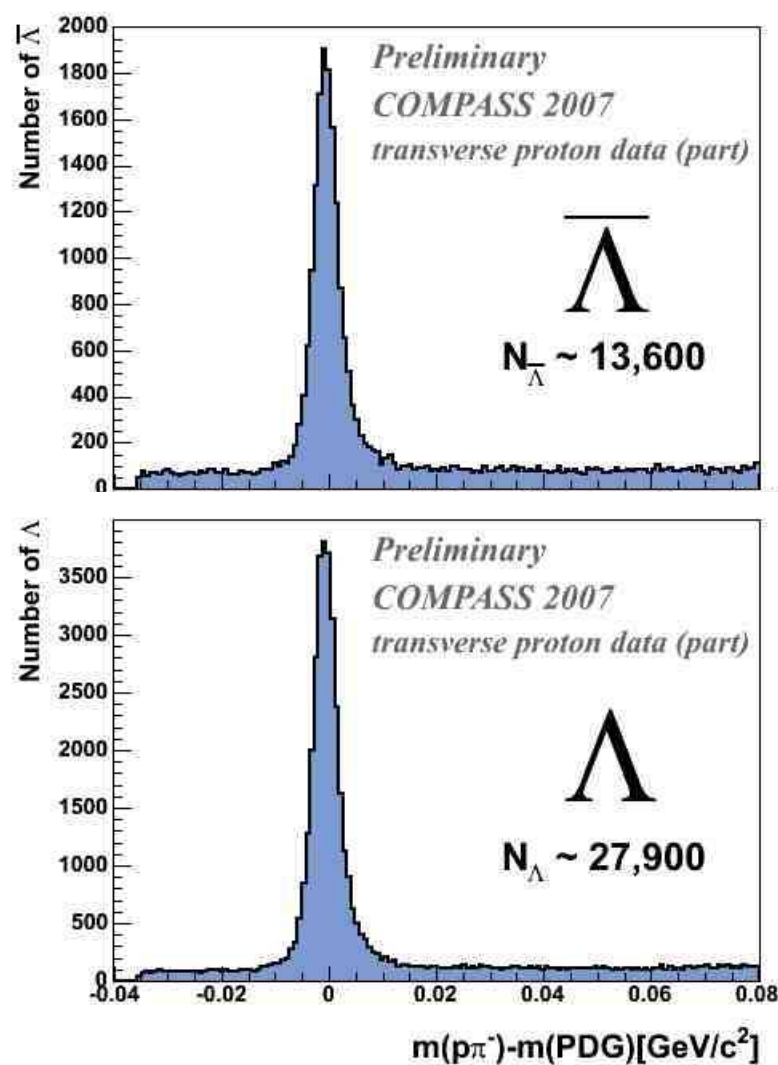 Number of Λ̅
2000
1800
1600
1400
1200
1000
800
600
400
200
0
Preliminary
COMPASS 2007
transverse proton data (part)
Λ̅
N_Λ̅ ~ 13,600
Number of Λ
3500
3000
2500
2000
1500
1000
500
0
Preliminary
COMPASS 2007
transverse proton data (part)
Λ
N_Λ ~ 27,900
-0.04 -0.02 0 0.02 0.04 0.06 0.08
m(pπ⁻)-m(PDG)[GeV/c²]